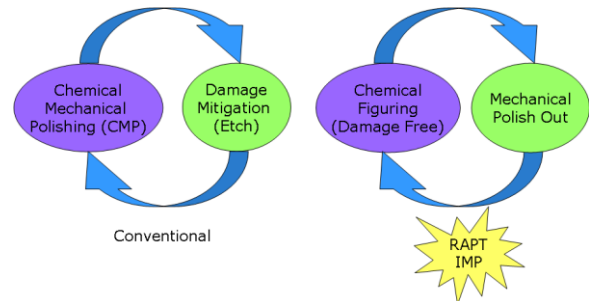 Chemical
Mechanical
Polishing (CMP)
Damage
Mitigation
(Etch)
Conventional
Chemical
Figuring
(Damage Free)
Mechanical
Polish Out
RAPT
IMP